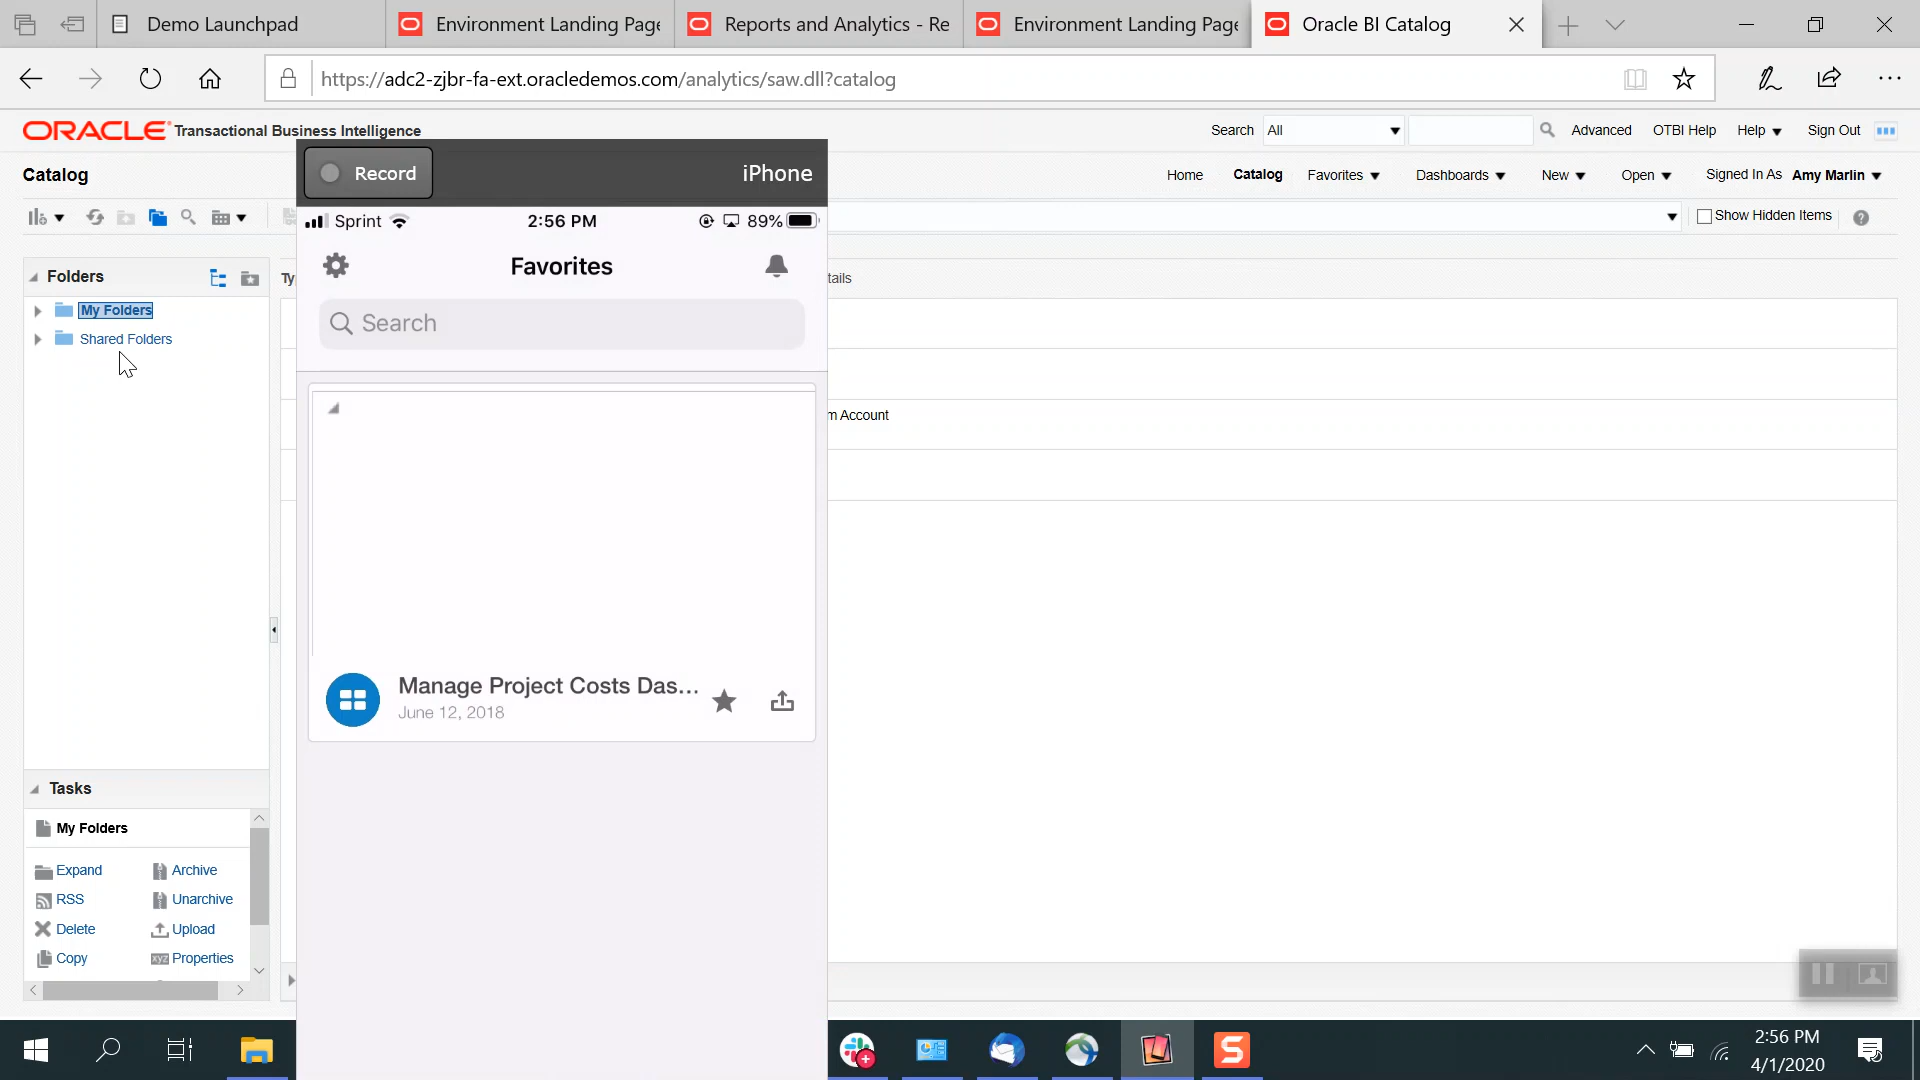 Demo Launchpad
Environment Landing Page
Reports and Analytics - Re
Environment Landing Page
Oracle BI Catalog
https://adc2-zjbr-fa-ext.oracledemos.com/analytics/saw.dll?catalog
ORACLE Transactional Business Intelligence
Search All Advanced OTBI Help Help Sign Out
Catalog
Home Catalog Favorites Dashboards New Open Signed In As Amy Marlin
Show Hidden Items
Record iPhone
Sprint 2:56 PM 89%
Favorites
Search
Folders
My Folders
Shared Folders
Ty
tails
m Account
Manage Project Costs Das...
June 12, 2018
Tasks
My Folders
Expand Archive
RSS Unarchive
Delete Upload
Copy xyz Properties
2:56 PM
4/1/2020